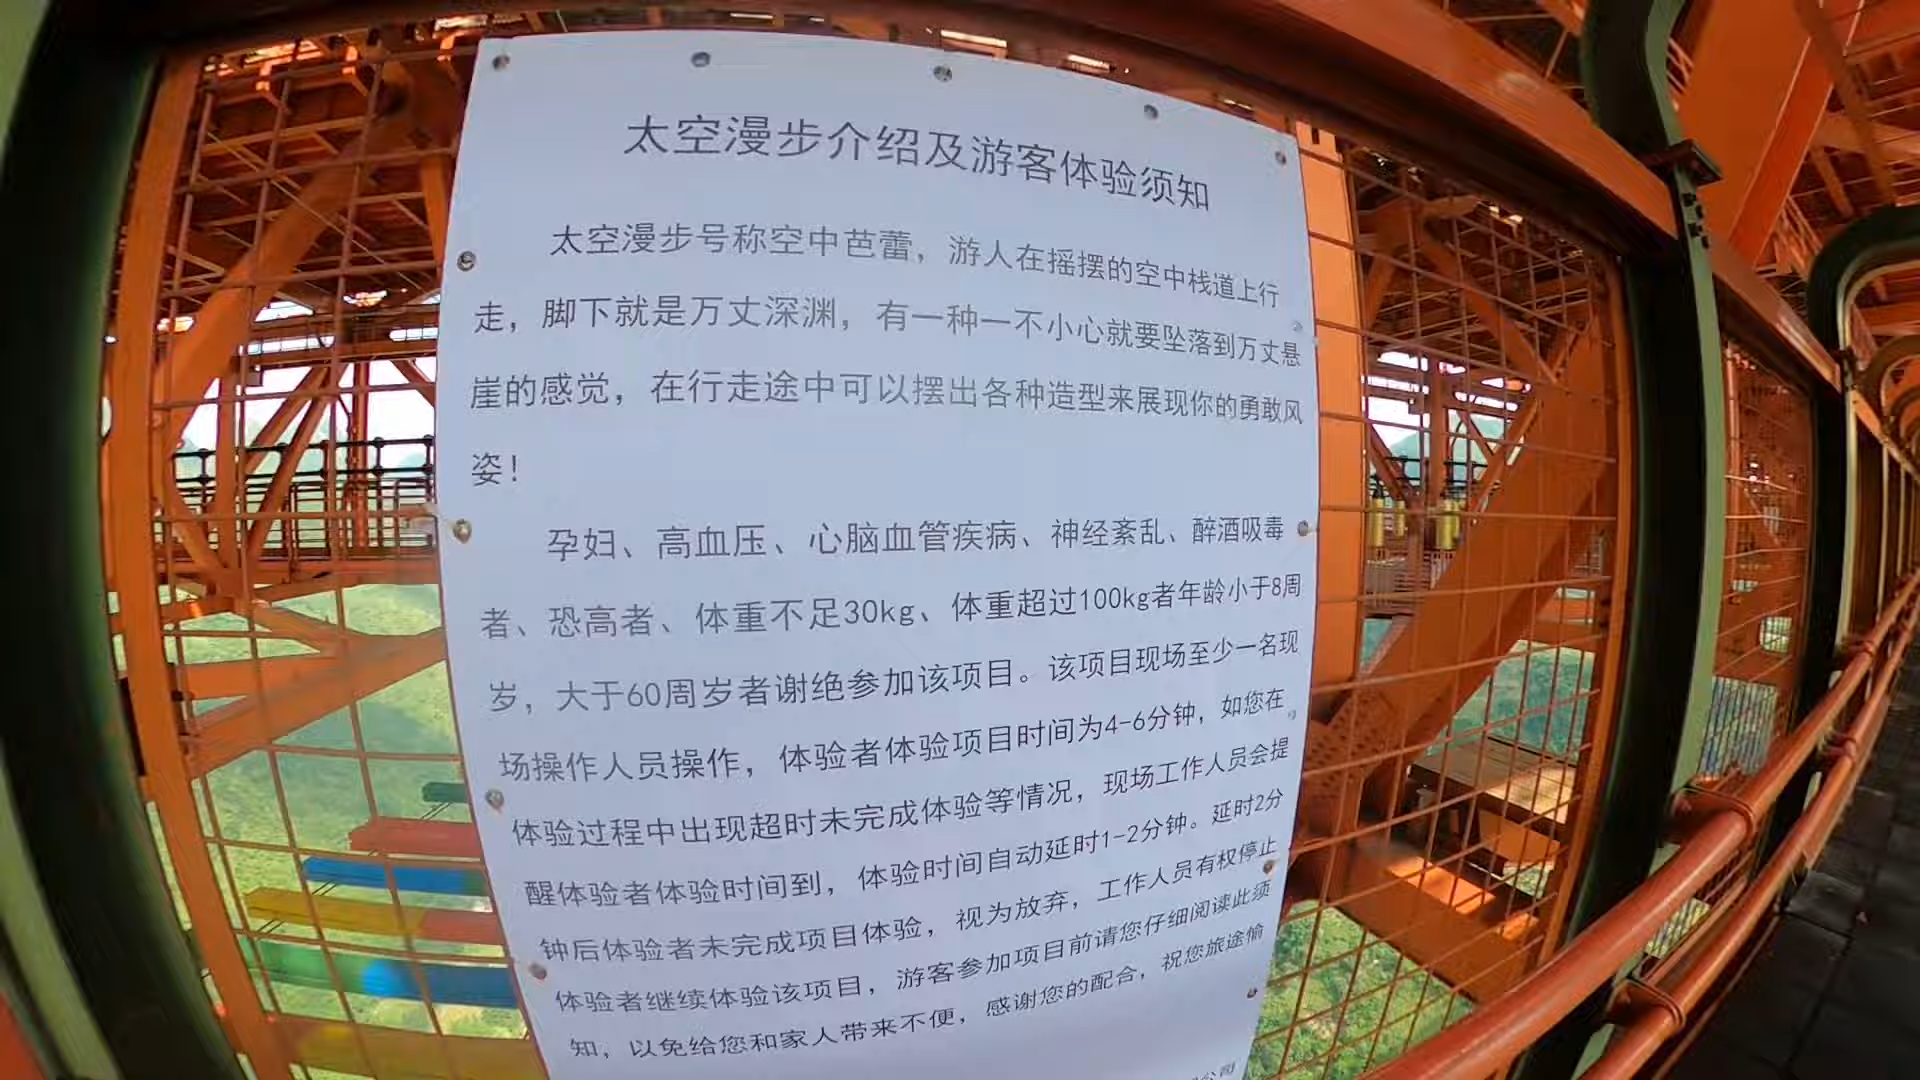 太空漫步介绍及游客体验须知
太空漫步号称空中芭蕾，游人在摇摆的空中栈道上行
走，脚下就是万丈深渊，有一种一不小心就要坠落到万丈悬
崖的感觉，在行走途中可以摆出各种造型来展现你的勇敢风
姿！
孕妇、高血压、心脑血管疾病、神经紊乱、醉酒吸毒
者、恐高者、体重不足30kg、体重超过100kg者年龄小于8周
岁，大于60周岁者谢绝参加该项目。该项目现场至少一名现
场操作人员操作，体验者体验项目时间为4-6分钟，如您在
体验过程中出现超时未完成体验等情况，现场工作人员会提
醒体验者体验时间到，体验时间自动延时1-2分钟。延时2分
钟后体验者未完成项目体验，视为放弃，工作人员有权停止
体验者继续体验该项目，游客参加项目前请您仔细阅读此须
知，以免给您和家人带来不便，感谢您的配合，祝您旅途愉
公司